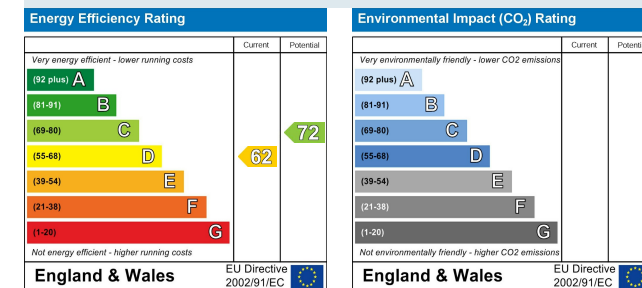 Energy Efficiency Rating
Current Potential
Very energy efficient - lower running costs
(92 plus) A
(81-91) B
(69-80) C
72
(55-68) D
62
(39-54) E
(21-38) F
(1-20) G
Not energy efficient - higher running costs
England & Wales
EU Directive
2002/91/EC
Environmental Impact (CO₂) Rating
Current Potenti
Very environmentally friendly - lower CO2 emissions
(92 plus) A
(81-91) B
(69-80) C
(55-68) D
(39-54) E
(21-38) F
(1-20) G
Not environmentally friendly - higher CO2 emissions
England & Wales
EU Directive
2002/91/EC